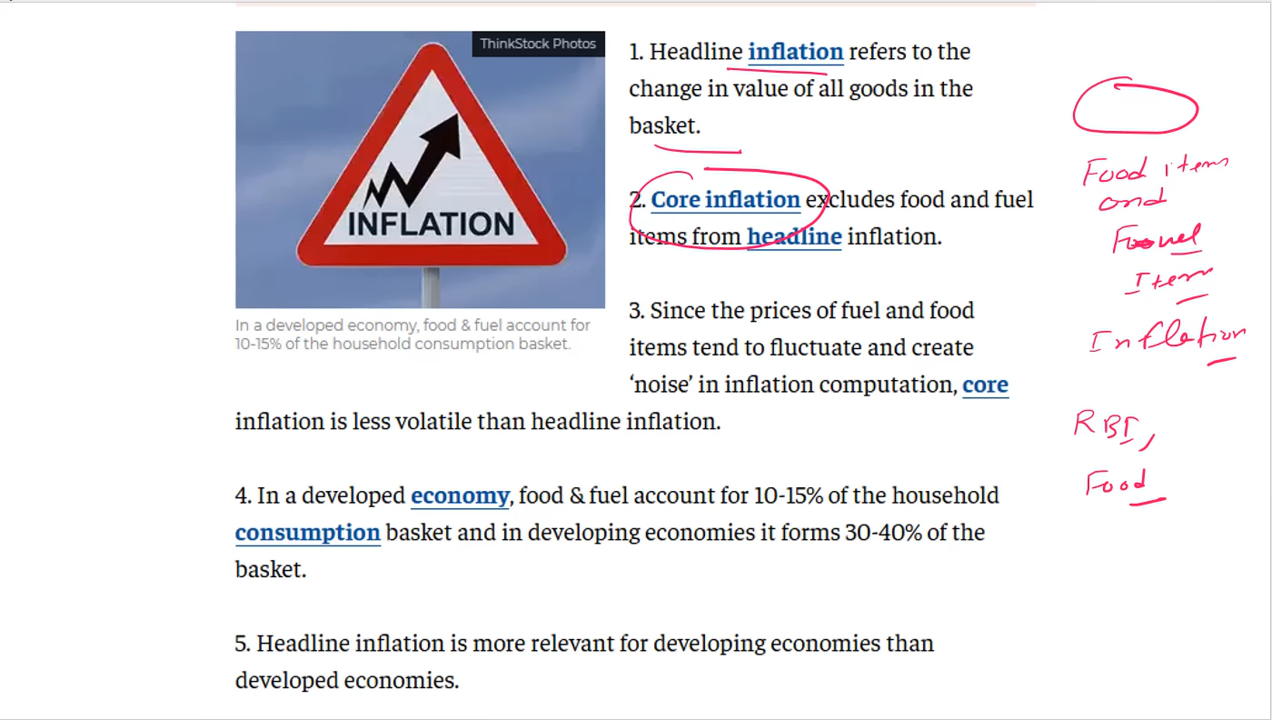 ThinkStock Photos
INFLATION
In a developed economy, food & fuel account for
10-15% of the household consumption basket.
1. Headline inflation refers to the
change in value of all goods in the
basket.
2. Core inflation excludes food and fuel
items from headline inflation.
3. Since the prices of fuel and food
items tend to fluctuate and create
‘noise’ in inflation computation, core
inflation is less volatile than headline inflation.
4. In a developed economy, food & fuel account for 10-15% of the household
consumption basket and in developing economies it forms 30-40% of the
basket.
5. Headline inflation is more relevant for developing economies than
developed economies.
Food items
and
Item
Inflation
RBI,
Food